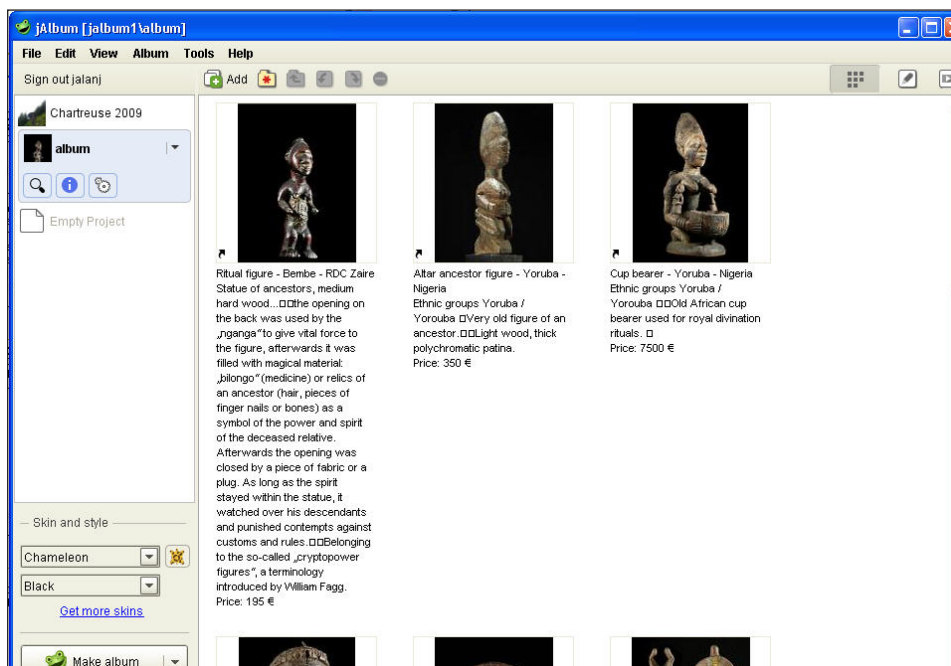 jAlbum [jalbum1\album]
File Edit View Album Tools Help
Sign out jalanj
Add
Chartreuse 2009
album
Empty Project
Ritual figure - Bembe - RDC Zaire
Statue of ancestors, medium
hard wood...□□the opening on
the back was used by the
„nganga“to give vital force to
the figure, afterwards it was
filled with magical material:
„bilongo“(medicine) or relics of
an ancestor (hair, pieces of
finger nails or bones) as a
symbol of the power and spirit
of the deceased relative.
Afterwards the opening was
closed by a piece of fabric or a
plug. As long as the spirit
stayed within the statue, it
watched over his descendants
and punished contempts against
customs and rules.□□Belonging
to the so-called „cryptopower
figures“, a terminology
introduced by William Fagg.
Price: 195 €
Altar ancestor figure - Yoruba -
Nigeria
Ethnic groups Yoruba /
Yorouba □Very old figure of an
ancestor.□□Light wood, thick
polychromatic patina.
Price: 350 €
Cup bearer - Yoruba - Nigeria
Ethnic groups Yoruba /
Yorouba □□Old African cup
bearer used for royal divination
rituals. □
Price: 7500 €
Skin and style
Chameleon
Black
Get more skins
Make album